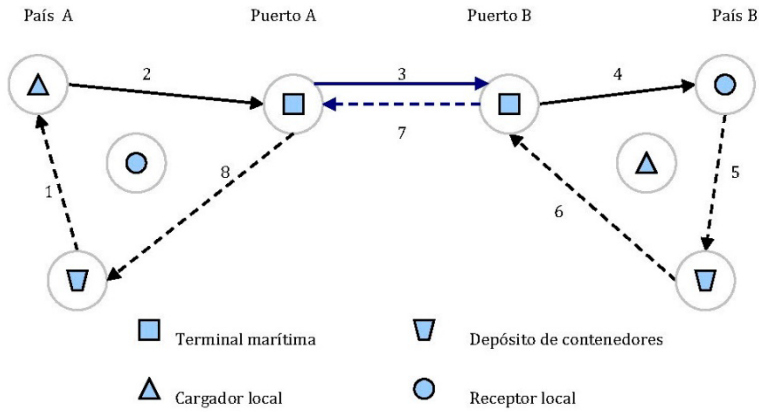 País A Puerto A Puerto B País B
2 3 4
7
1 8 6 5
Terminal marítima Depósito de contenedores
Cargador local Receptor local